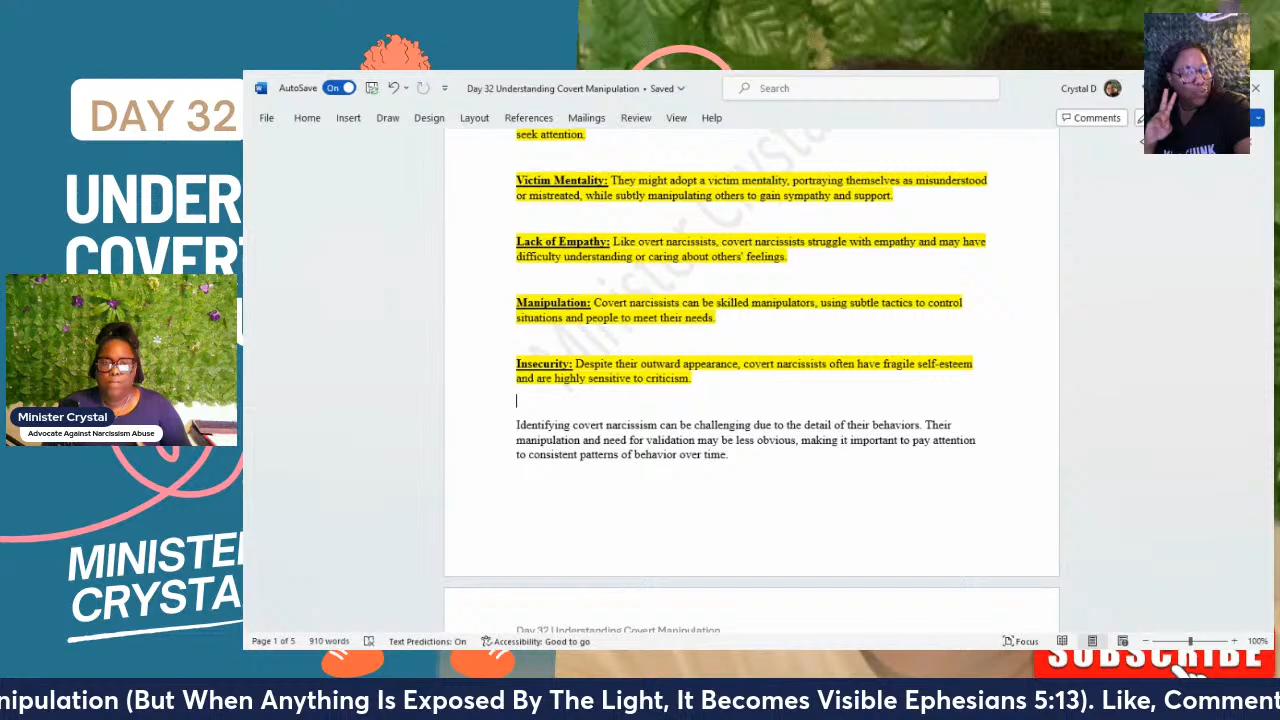 DAY 32
UNDER
COVER
MINISTE
CRYSTA
Minister Crystal
Advocate Against Narcissism Abuse
AutoSave On
Day 32 Understanding Covert Manipulation • Saved
Search
Crystal D
File Home Insert Draw Design Layout References Mailings Review View Help
Comments
seek attention.
Victim Mentality: They might adopt a victim mentality, portraying themselves as misunderstood
or mistreated, while subtly manipulating others to gain sympathy and support.
Lack of Empathy: Like overt narcissists, covert narcissists struggle with empathy and may have
difficulty understanding or caring about others' feelings.
Manipulation: Covert narcissists can be skilled manipulators, using subtle tactics to control
situations and people to meet their needs.
Insecurity: Despite their outward appearance, covert narcissists often have fragile self-esteem
and are highly sensitive to criticism.
Identifying covert narcissism can be challenging due to the detail of their behaviors. Their
manipulation and need for validation may be less obvious, making it important to pay attention
to consistent patterns of behavior over time.
Minister Crysta
Day 32 Understanding Covert Manipulation
Page 1 of 5 910 words Text Predictions: On Accessibility: Good to go Focus 100%
SUBSCRIBE
nipulation (But When Anything Is Exposed By The Light, It Becomes Visible Ephesians 5:13). Like, Comment